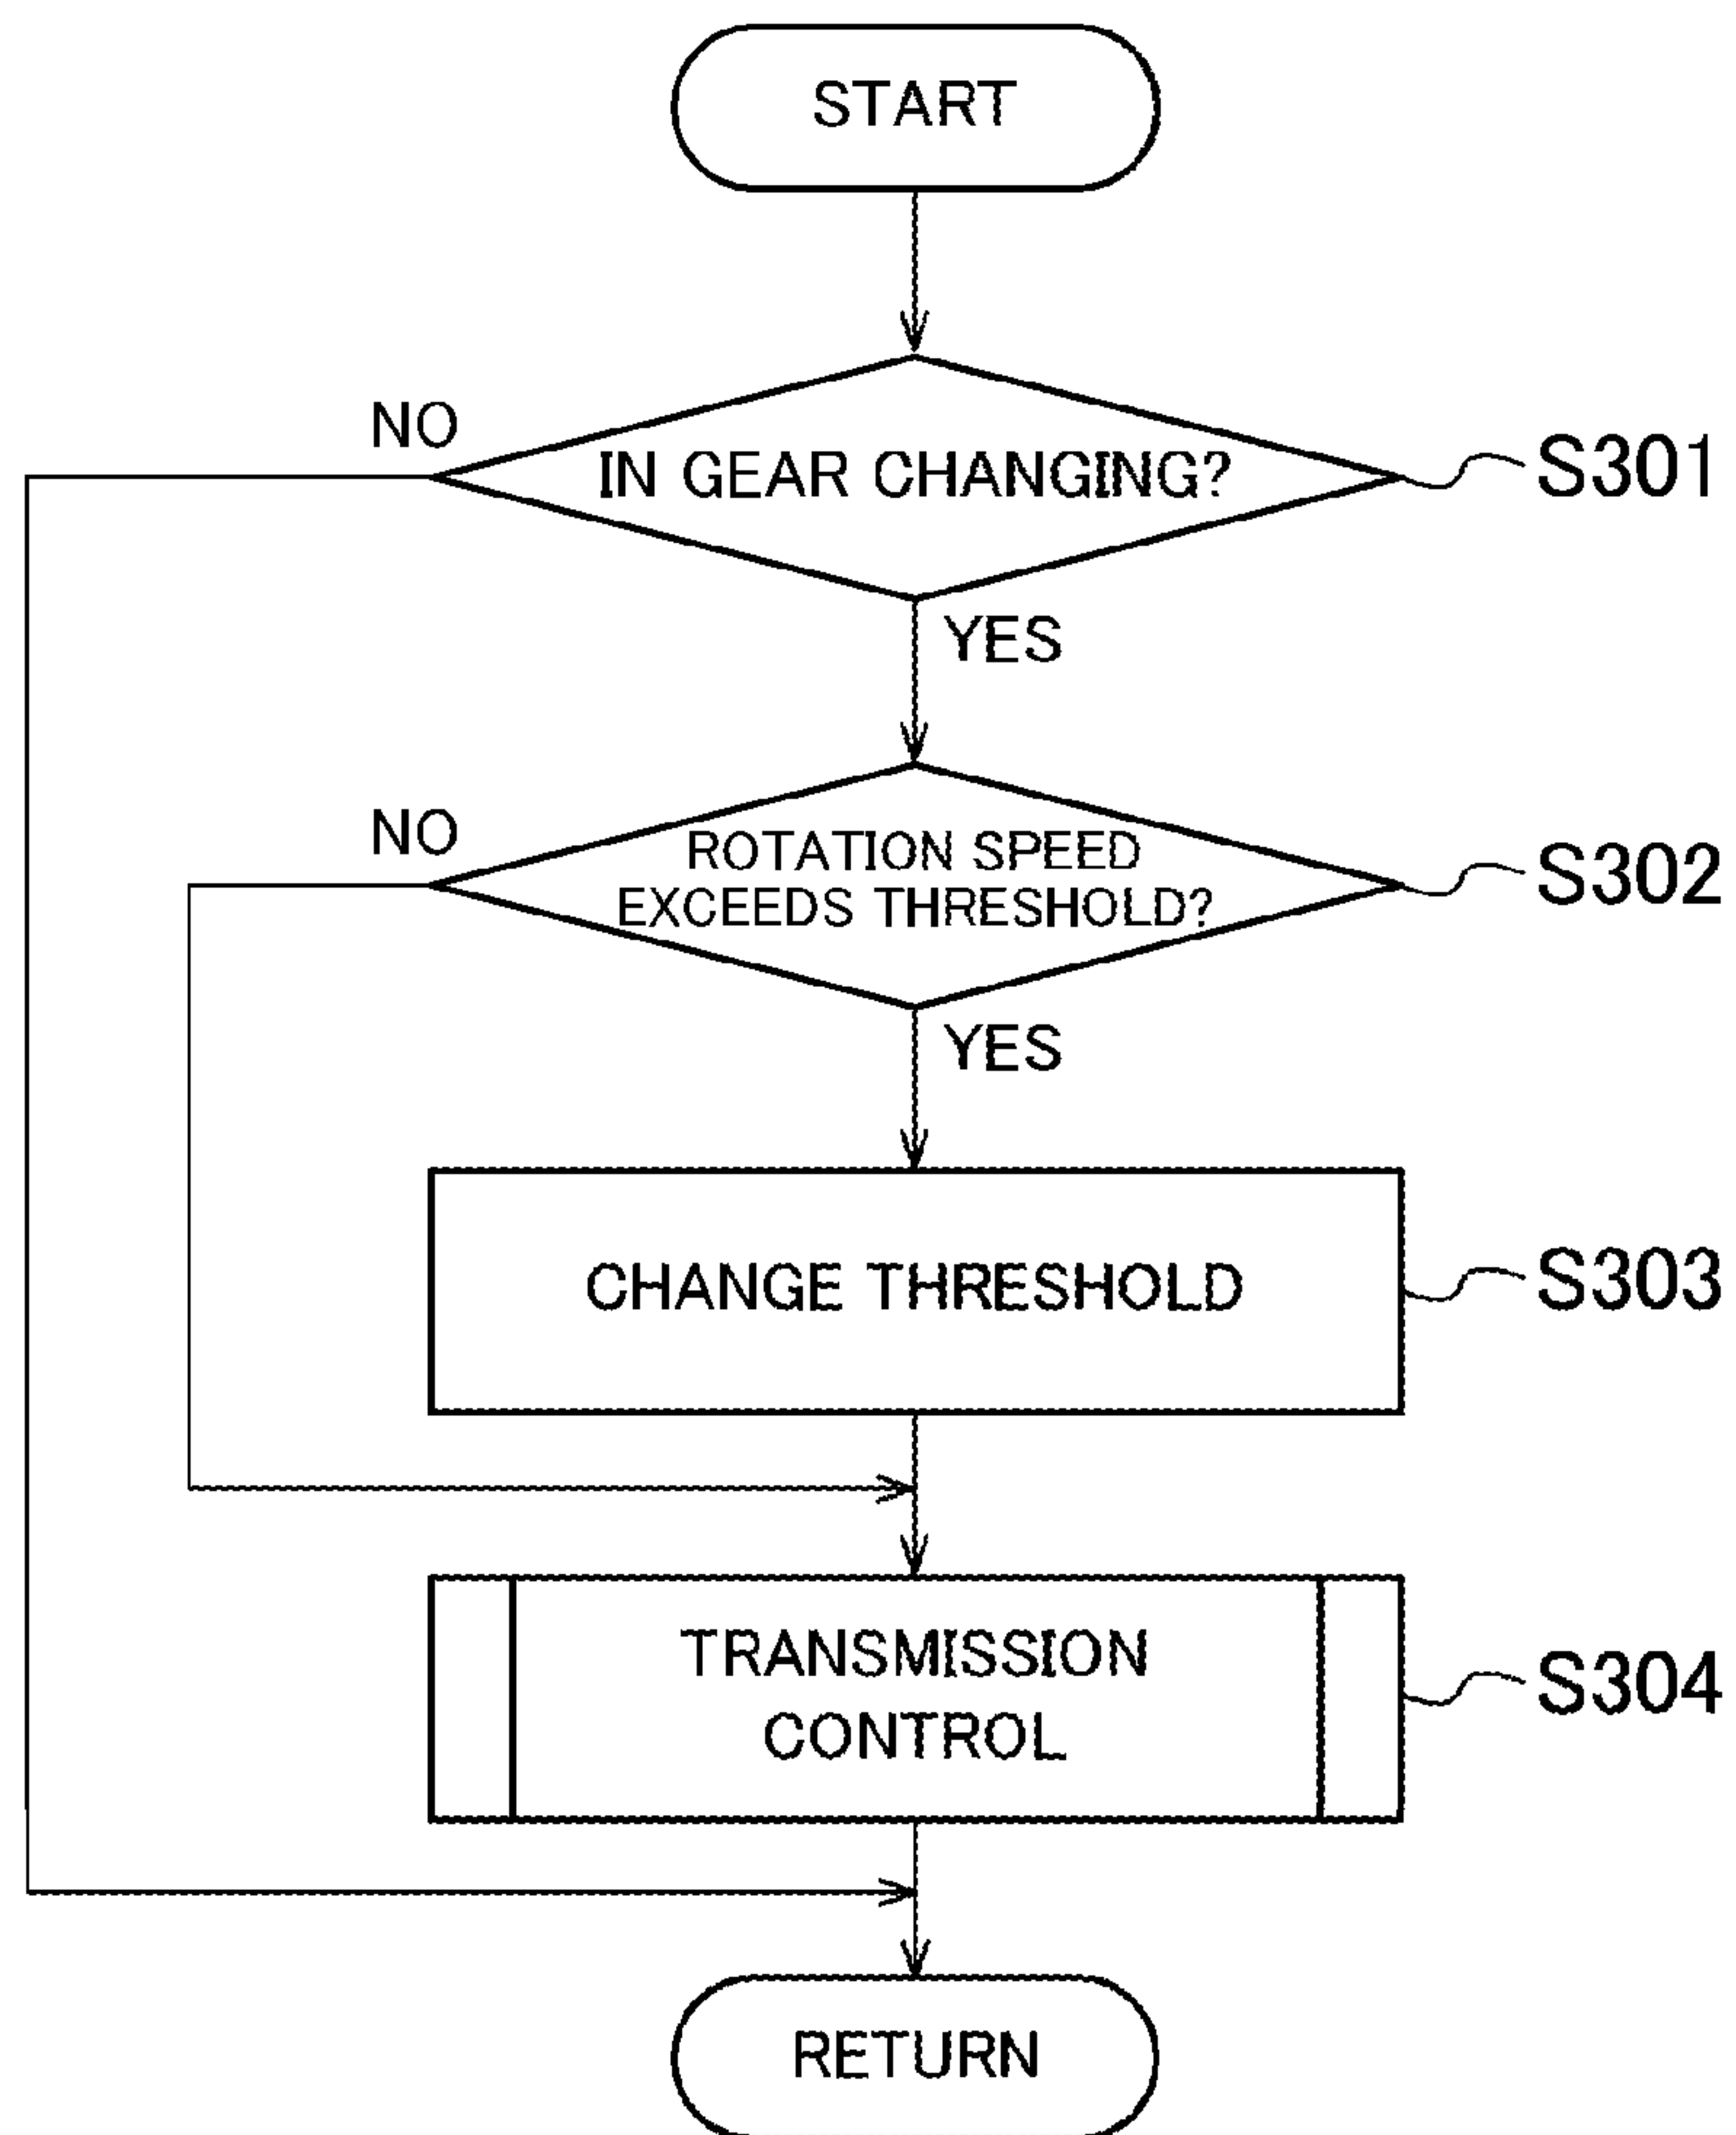 START
NO
IN GEAR CHANGING?
S301
YES
NO
ROTATION SPEED
EXCEEDS THRESHOLD?
S302
YES
CHANGE THRESHOLD
S303
TRANSMISSION
CONTROL
S304
RETURN